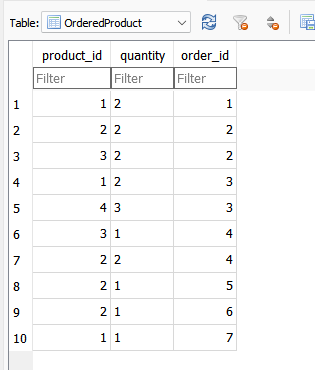 Table: OrderedProduct
product_id quantity order_id
Filter Filter Filter
1 1 2 1
2 2 2 2
3 3 2 2
4 1 2 3
5 4 3 3
6 3 1 4
7 2 2 4
8 2 1 5
9 2 1 6
10 1 1 7